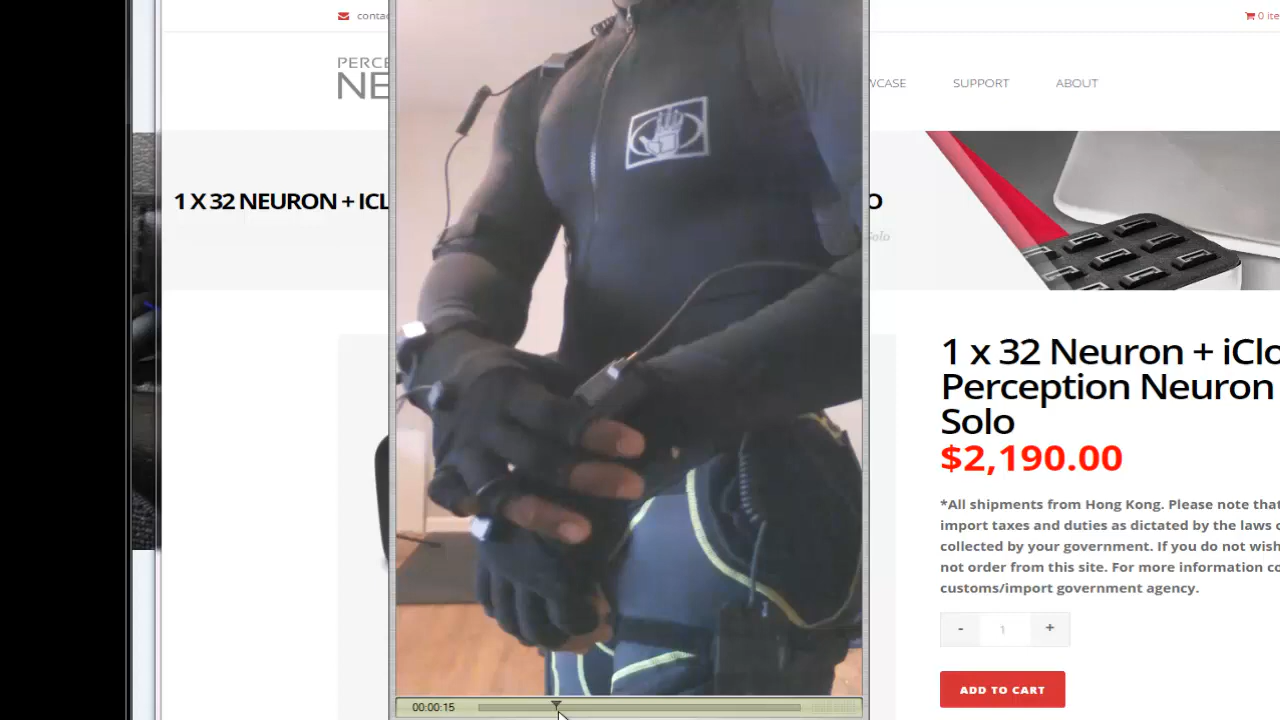 contac
0 ite
PERCE
NE
WCASE
SUPPORT
ABOUT
1 X 32 NEURON + ICL
O
Solo
1 x 32 Neuron + iClo
Perception Neuron
Solo
$2,190.00
*All shipments from Hong Kong. Please note that
import taxes and duties as dictated by the laws o
collected by your government. If you do not wish
not order from this site. For more information co
customs/import government agency.
- 1 +
ADD TO CART
00:00:15